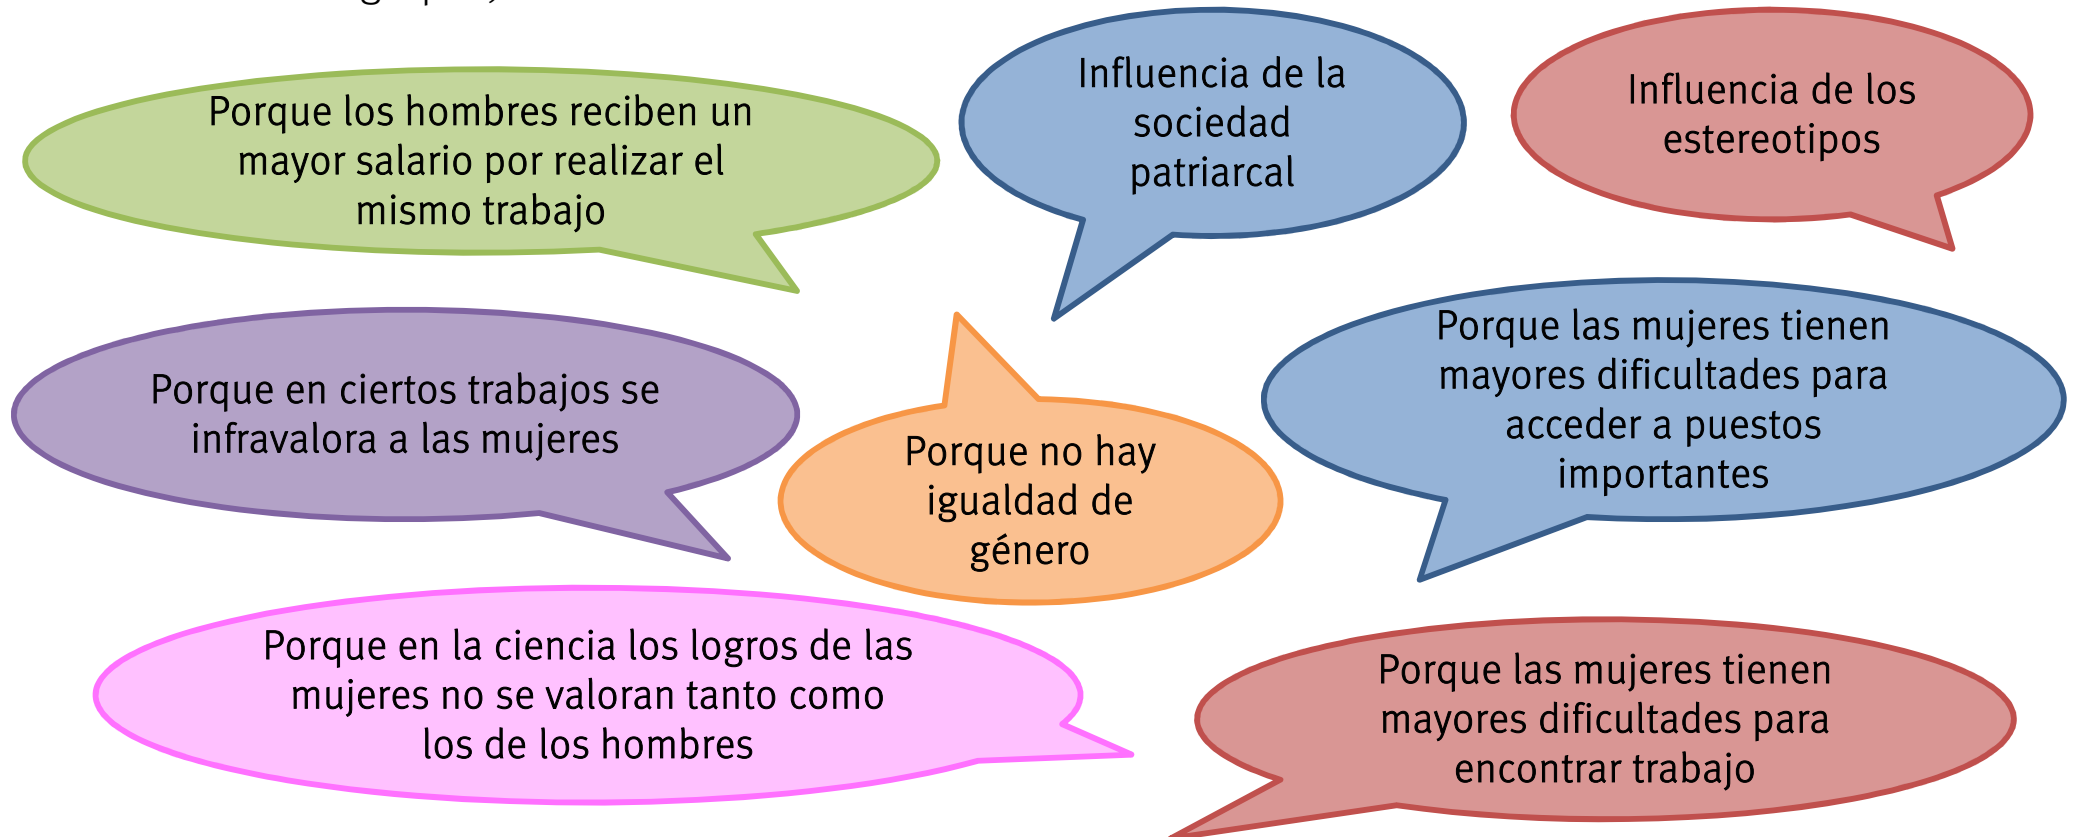 Porque los hombres reciben un
mayor salario por realizar el
mismo trabajo
Influencia de la
sociedad
patriarcal
Influencia de los
estereotipos
Porque en ciertos trabajos se
infravalora a las mujeres
Porque no hay
igualdad de
género
Porque las mujeres tienen
mayores dificultades para
acceder a puestos
importantes
Porque en la ciencia los logros de las
mujeres no se valoran tanto como
los de los hombres
Porque las mujeres tienen
mayores dificultades para
encontrar trabajo